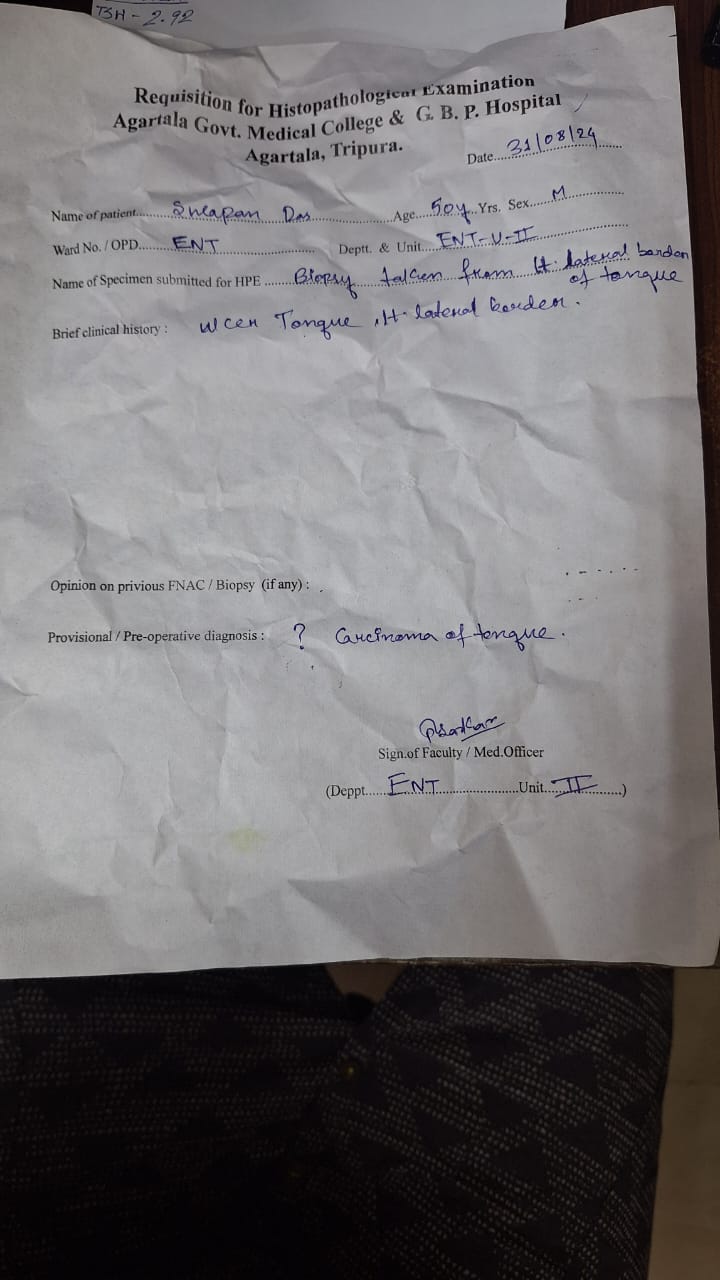 TSH - 2.92
Requisition for Histopathological Examination
Agartala Govt. Medical College & G. B. P. Hospital
Agartala, Tripura.
Date......31/08/24......
Name of patient......Swapan Das......Age....50y..Yrs. Sex......M......
Ward No. / OPD......ENT...... Deptt. & Unit...ENT-U-II......
Name of Specimen submitted for HPE ......Biopsy taken from lt. lateral border
of tongue
Brief clinical history : ulcer Tongue, lt. lateral border.
Opinion on privious FNAC / Biopsy (if any) :
Provisional / Pre-operative diagnosis : ? Carcinoma of tongue.
Sign.of Faculty / Med.Officer
(Deppt......ENT......Unit....II......)